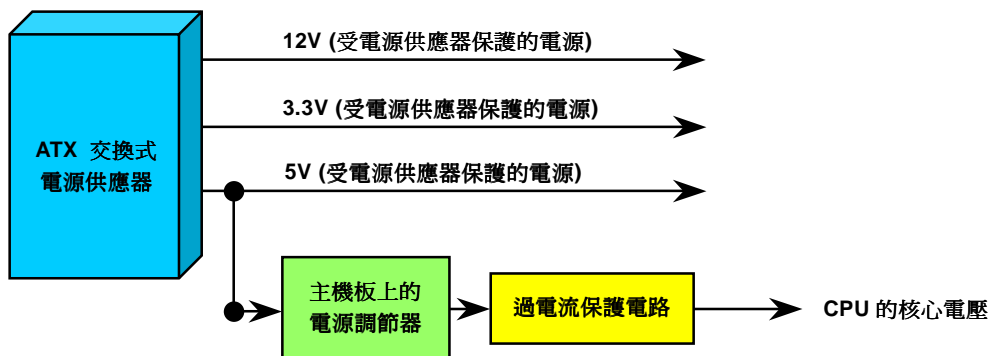 12V (受電源供應器保護的電源)
3.3V (受電源供應器保護的電源)
ATX 交換式
電源供應器
5V (受電源供應器保護的電源)
主機板上的
電源調節器
過電流保護電路
CPU 的核心電壓